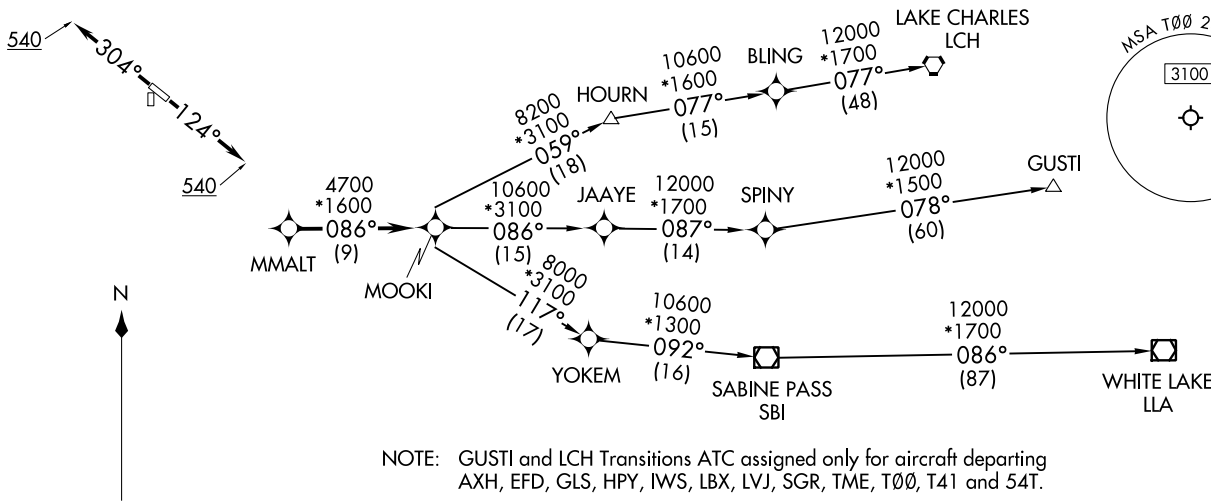 540
304°
124°
540
MSA TØØ 2
3100
LAKE CHARLES
LCH
12000
*1700
077°
(48)
BLING
10600
*1600
077°
(15)
HOURN
8200
*3100
059°
(18)
4700
*1600
086°
(9)
MMALT
MOOKI
10600
*3100
086°
(15)
JAAYE
12000
*1700
087°
(14)
SPINY
12000
*1500
078°
(60)
GUSTI
8000
*3100
117°
(17)
YOKEM
10600
*1300
092°
(16)
SABINE PASS
SBI
12000
*1700
086°
(87)
WHITE LAKE
LLA
N
NOTE: GUSTI and LCH Transitions ATC assigned only for aircraft departing
AXH, EFD, GLS, HPY, IWS, LBX, LVJ, SGR, TME, TØØ, T41 and 54T.